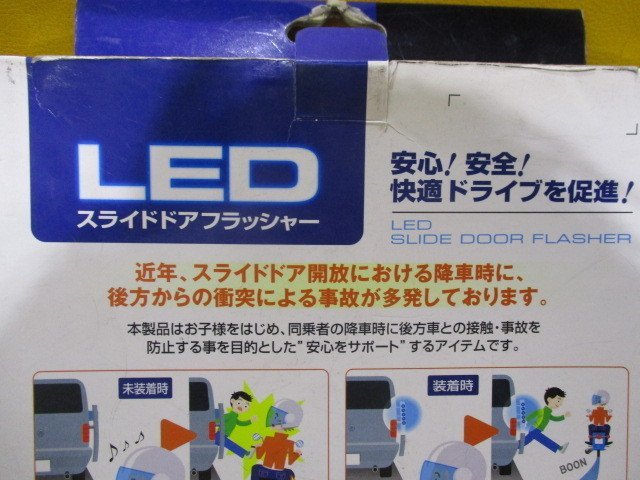 LED
スライドドアフラッシャー
安心！安全！
快適ドライブを促進！
LED
SLIDE DOOR FLASHER
近年、スライドドア開放における降車時に、
後方からの衝突による事故が多発しております。
本製品はお子様をはじめ、同乗者の降車時に後方車との接触・事故を
防止する事を目的とした"安心をサポート"するアイテムです。
未装着時
装着時
BOON